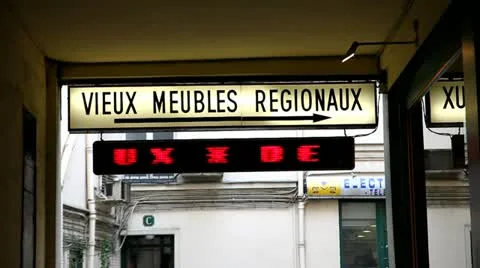 VIEUX MEUBLES REGIONAUX
XU
UX * DE
ELECT
C